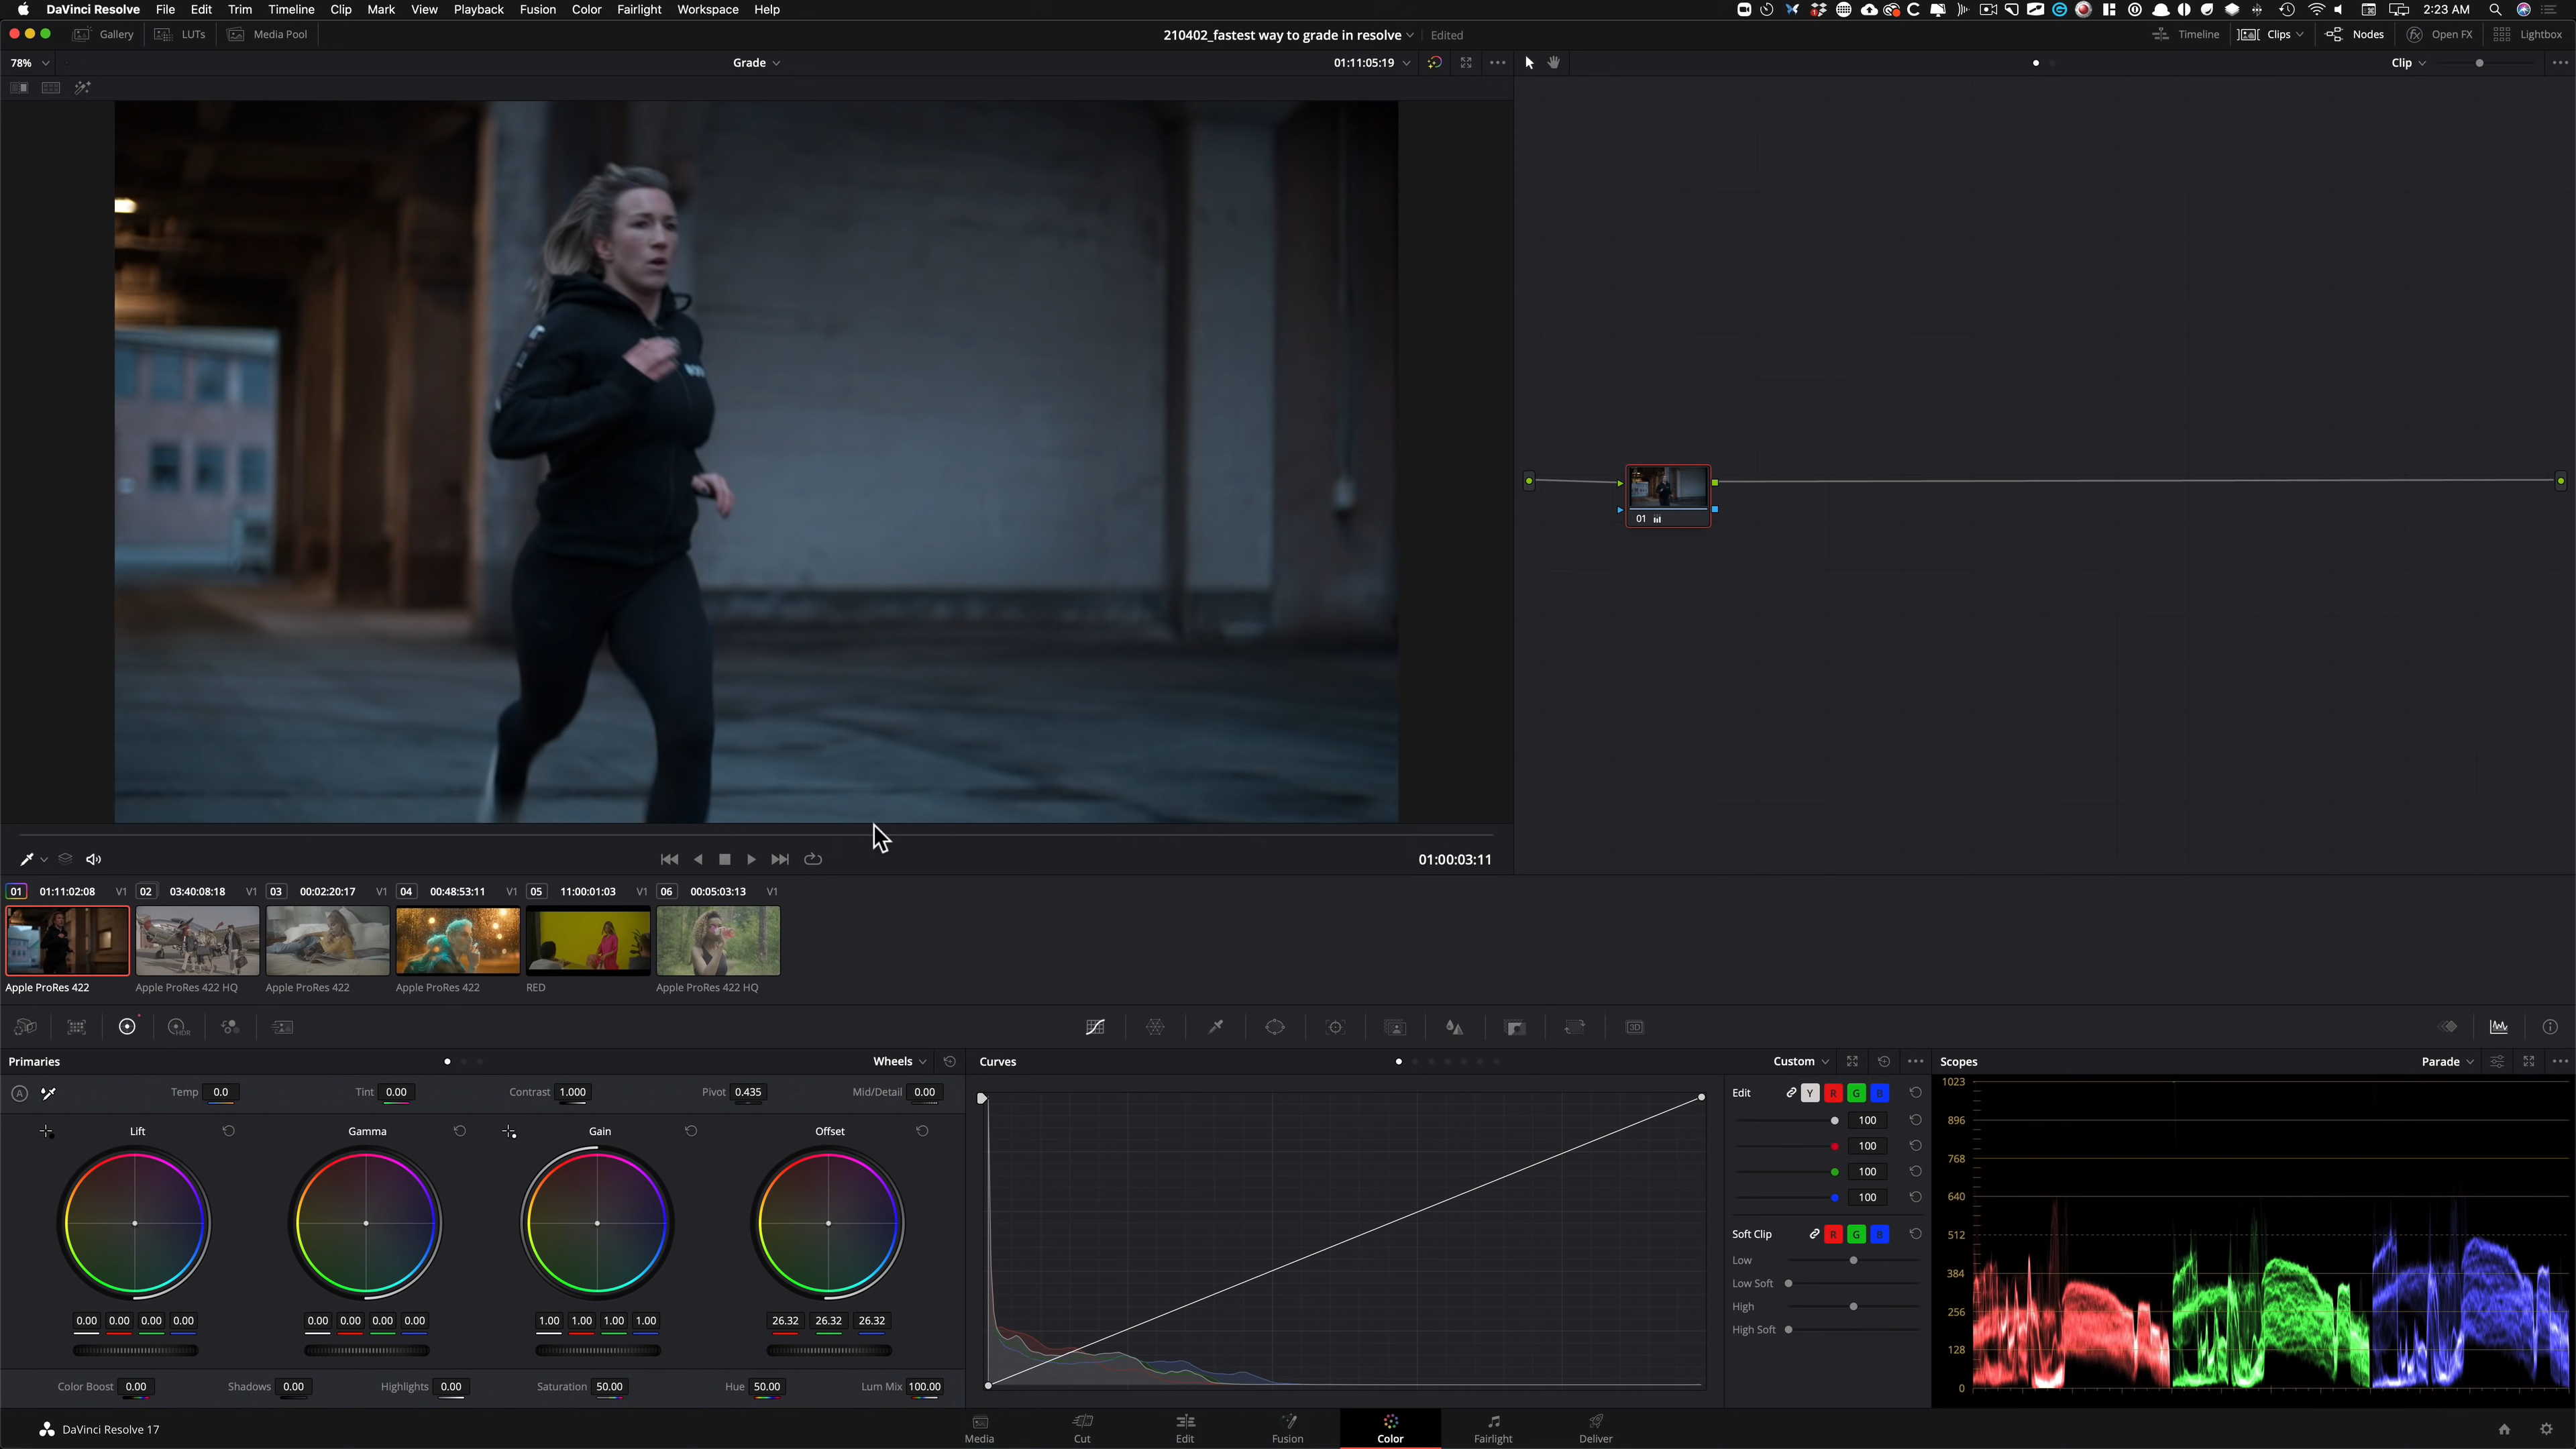 DaVinci Resolve File Edit Trim Timeline Clip Mark View Playback Fusion Color Fairlight Workspace Help 2:23 AM
Gallery LUTs Media Pool 210402_fastest way to grade in resolve Edited Timeline Clips Nodes Open FX Lightbox
78% Grade 01:11:05:19 Clip
01
01:00:03:11
01 01:11:02:08 V1 02 03:40:08:18 V1 03 00:02:20:17 V1 04 00:48:53:11 V1 05 11:00:01:03 V1 06 00:05:03:13 V1
Apple ProRes 422 Apple ProRes 422 HQ Apple ProRes 422 Apple ProRes 422 RED Apple ProRes 422 HQ
HDR 3D
Primaries Wheels Curves Custom Scopes Parade
A Temp 0.0 Tint 0.00 Contrast 1.000 Pivot 0.435 Mid/Detail 0.00
Lift Gamma Gain Offset
0.00 0.00 0.00 0.00 0.00 0.00 0.00 0.00 1.00 1.00 1.00 1.00 26.32 26.32 26.32
Color Boost 0.00 Shadows 0.00 Highlights 0.00 Saturation 50.00 Hue 50.00 Lum Mix 100.00
Edit Y R G B
100
100
100
100
Soft Clip R G B
Low
Low Soft
High
High Soft
1023
896
768
640
512
384
256
128
0
DaVinci Resolve 17 Media Cut Edit Fusion Color Fairlight Deliver